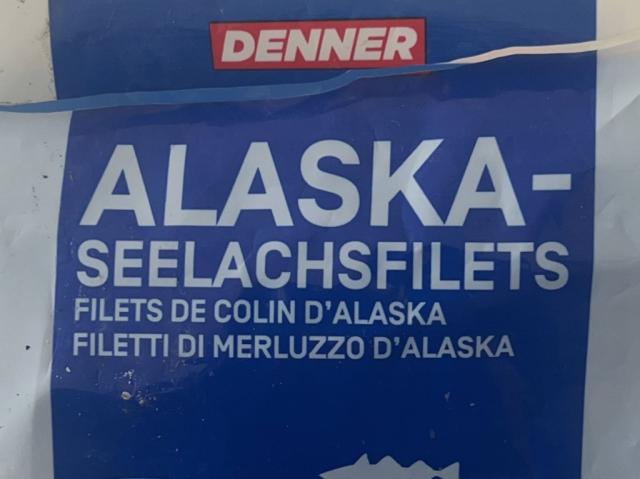 DENNER
ALASKA-
SEELACHSFILETS
FILETS DE COLIN D'ALASKA
FILETTI DI MERLUZZO D'ALASKA